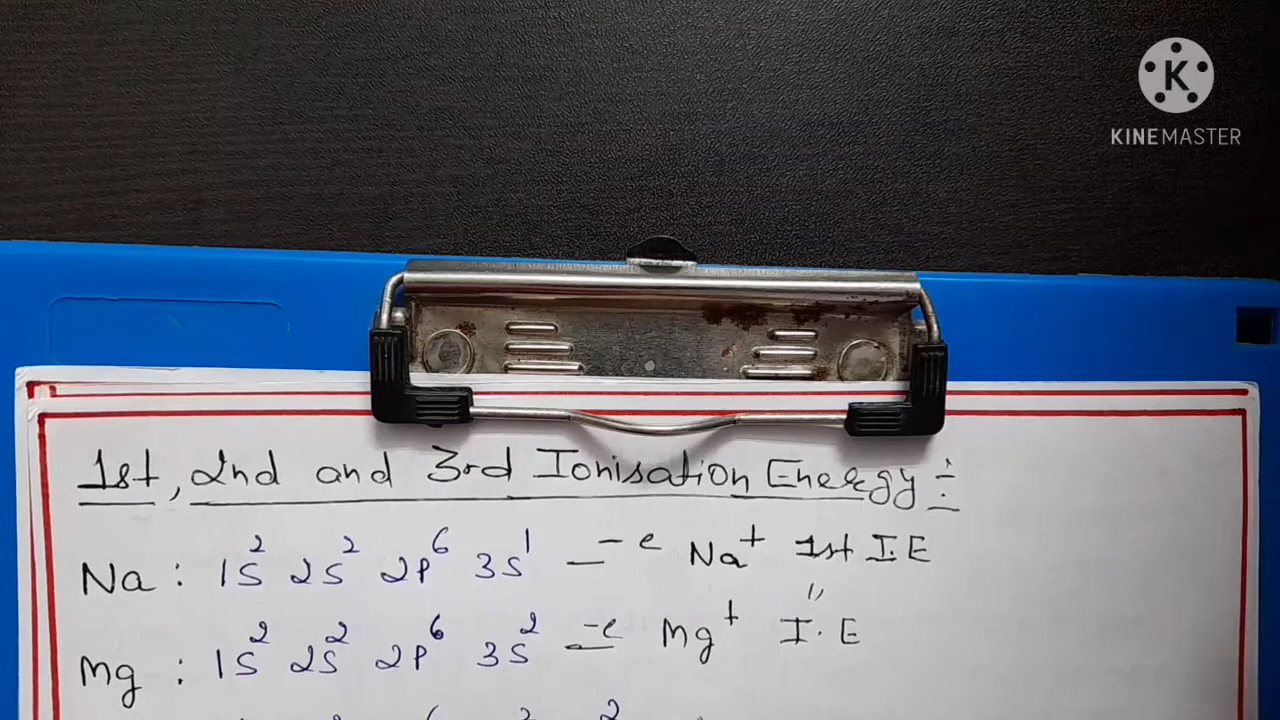 K
KINEMASTER
1st, 2nd and 3rd Ionisation Energy :-
Na : 1S² 2S² 2P⁶ 3S¹ —⁻ᵉ Na⁺ 1st I.E
Mg : 1S² 2S² 2P⁶ 3S² —⁻ᵉ Mg⁺ " I.E